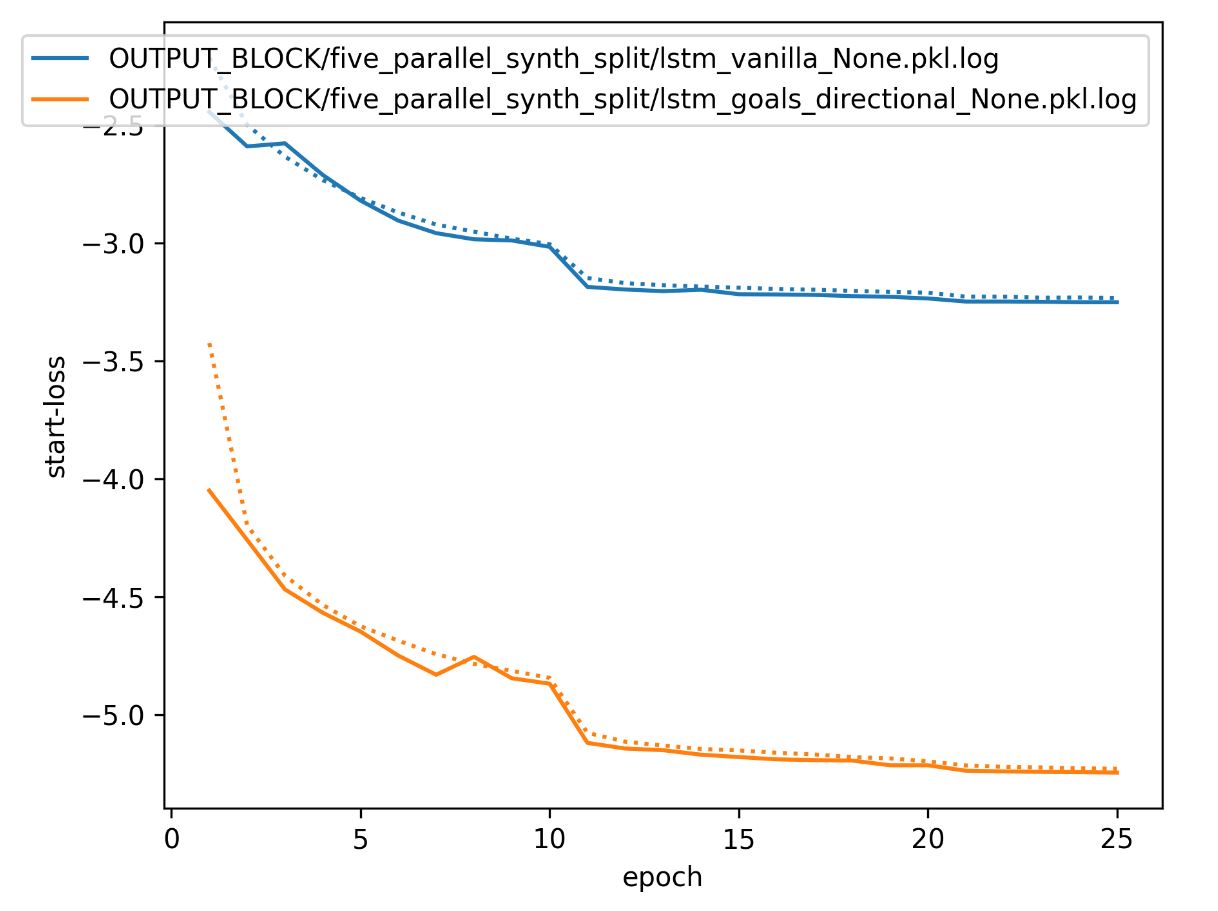 OUTPUT_BLOCK/five_parallel_synth_split/lstm_vanilla_None.pkl.log
OUTPUT_BLOCK/five_parallel_synth_split/lstm_goals_directional_None.pkl.log
−2.5
−3.0
−3.5
−4.0
−4.5
−5.0
start-loss
0 5 10 15 20 25
epoch